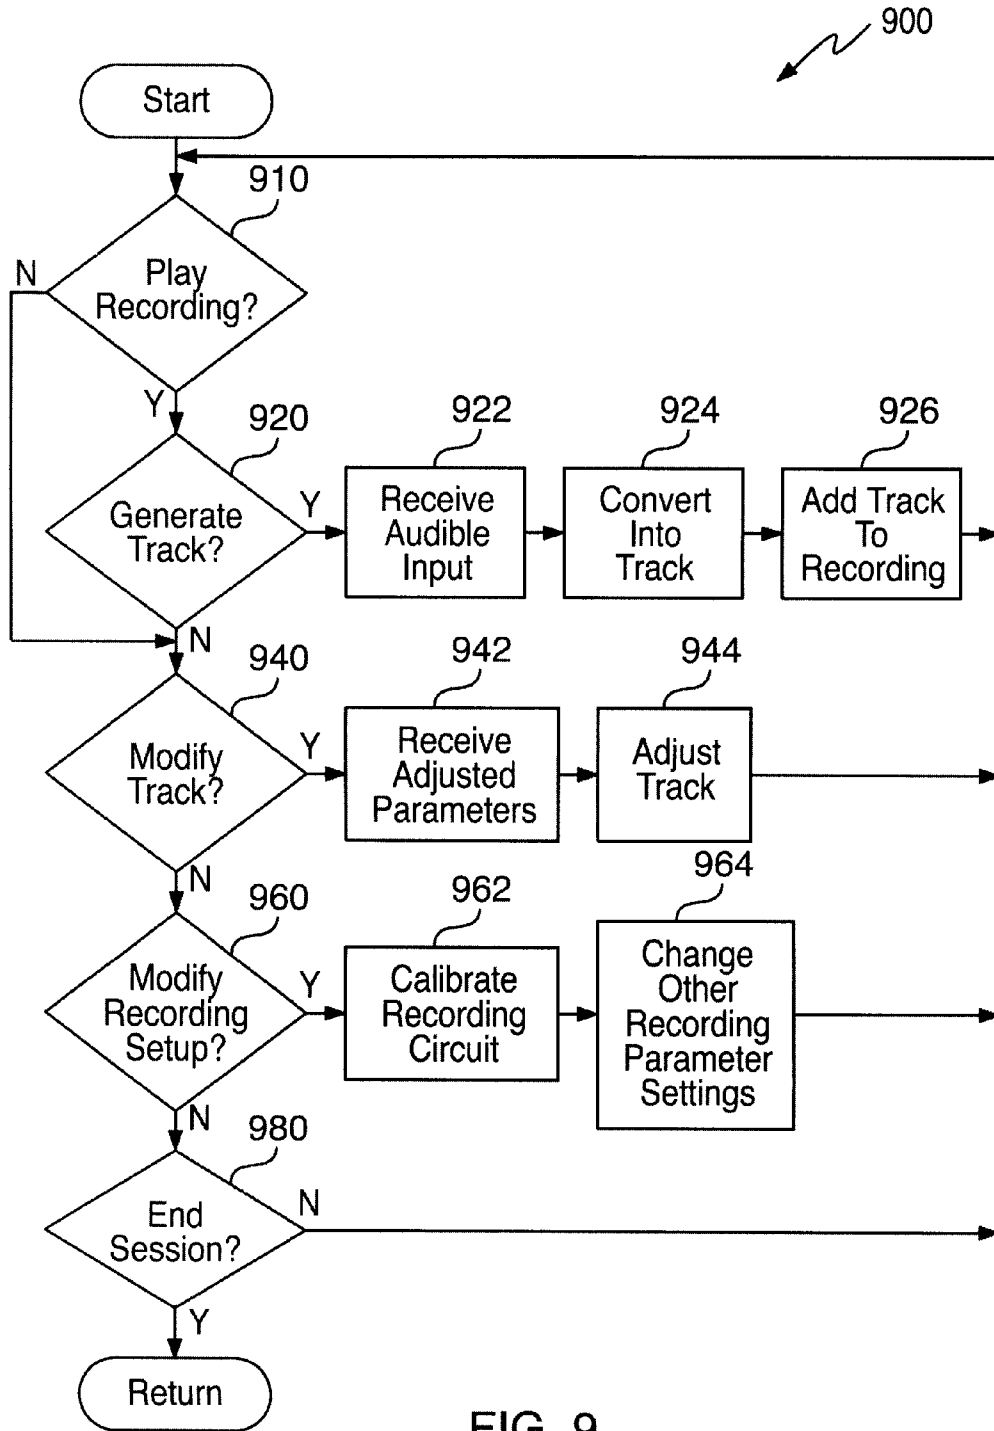 900
Start
910
N
Play
Recording?
Y
920
922
924
926
Generate
Track?
Y
Receive
Audible
Input
Convert
Into
Track
Add Track
To
Recording
N
940
942
944
Modify
Track?
Y
Receive
Adjusted
Parameters
Adjust
Track
N
960
962
964
Modify
Recording
Setup?
Y
Calibrate
Recording
Circuit
Change
Other
Recording
Parameter
Settings
N
980
End
Session?
N
Y
Return
FIG. 9